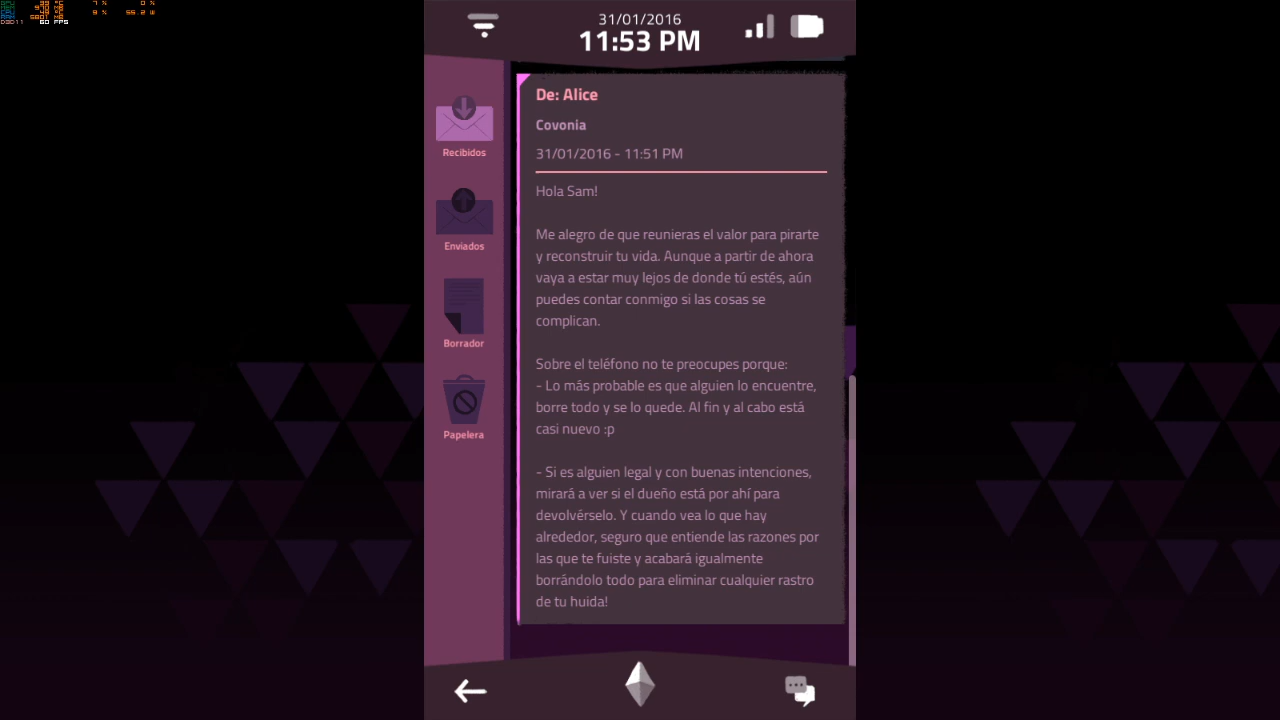 31/01/2016
11:53 PM
De: Alice
Covonia
31/01/2016 - 11:51 PM
Recibidos
Hola Sam!
Enviados
Me alegro de que reunieras el valor para pirarte
y reconstruir tu vida. Aunque a partir de ahora
vaya a estar muy lejos de donde tú estés, aún
puedes contar conmigo si las cosas se
complican.
Borrador
Sobre el teléfono no te preocupes porque:
- Lo más probable es que alguien lo encuentre,
borre todo y se lo quede. Al fin y al cabo está
casi nuevo :p
Papelera
- Si es alguien legal y con buenas intenciones,
mirará a ver si el dueño está por ahí para
devolvérselo. Y cuando vea lo que hay
alrededor, seguro que entiende las razones por
las que te fuiste y acabará igualmente
borrándolo todo para eliminar cualquier rastro
de tu huida!